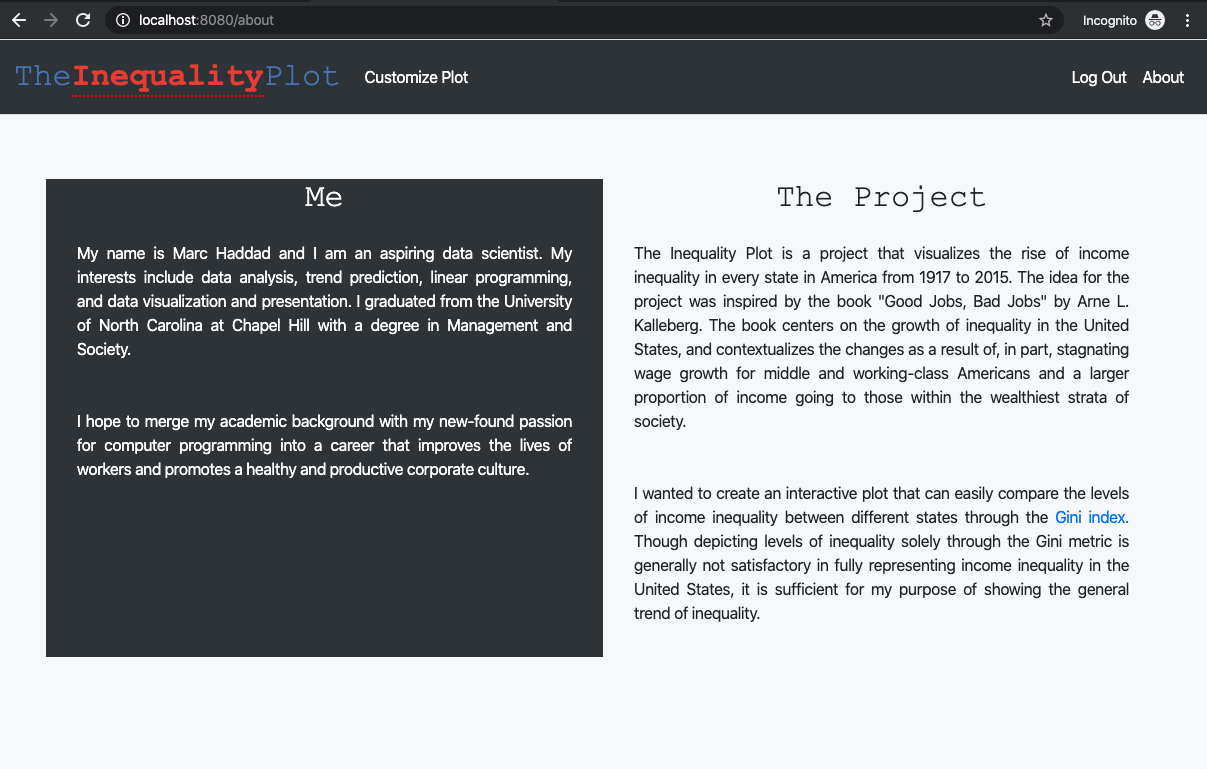 localhost:8080/about
Incognito
TheInequalityPlot
Customize Plot
Log Out
About
Me
My name is Marc Haddad and I am an aspiring data scientist. My
interests include data analysis, trend prediction, linear programming,
and data visualization and presentation. I graduated from the University
of North Carolina at Chapel Hill with a degree in Management and
Society.
I hope to merge my academic background with my new-found passion
for computer programming into a career that improves the lives of
workers and promotes a healthy and productive corporate culture.
The Project
The Inequality Plot is a project that visualizes the rise of income
inequality in every state in America from 1917 to 2015. The idea for the
project was inspired by the book "Good Jobs, Bad Jobs" by Arne L.
Kalleberg. The book centers on the growth of inequality in the United
States, and contextualizes the changes as a result of, in part, stagnating
wage growth for middle and working-class Americans and a larger
proportion of income going to those within the wealthiest strata of
society.
I wanted to create an interactive plot that can easily compare the levels
of income inequality between different states through the Gini index.
Though depicting levels of inequality solely through the Gini metric is
generally not satisfactory in fully representing income inequality in the
United States, it is sufficient for my purpose of showing the general
trend of inequality.